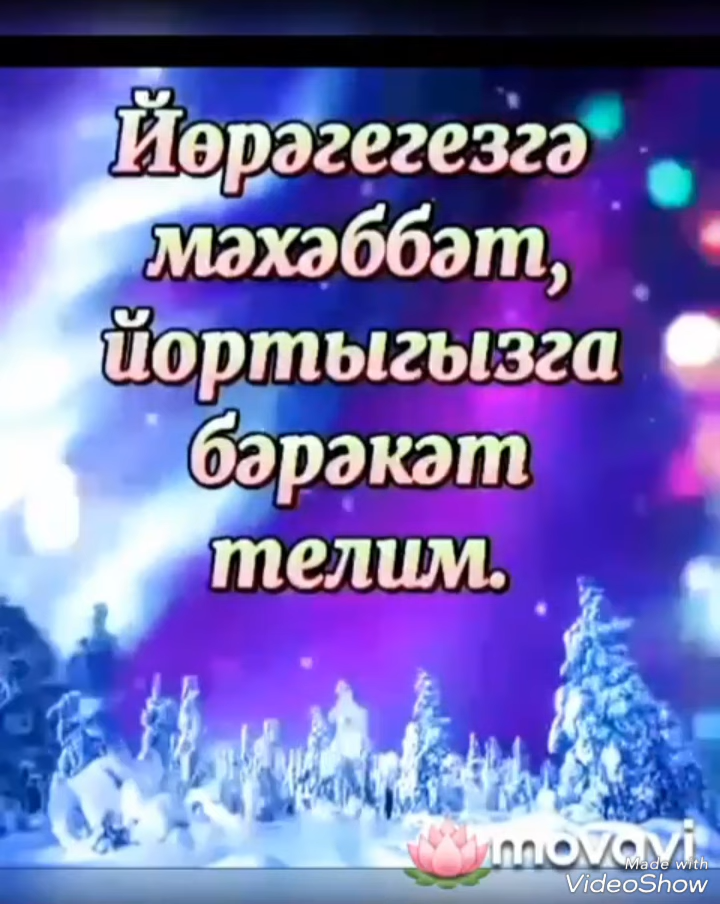 Йөрәгегезгә
мәхәббәт,
йортыгызга
бәрәкәт
телим.
movavi
Made with
VideoShow